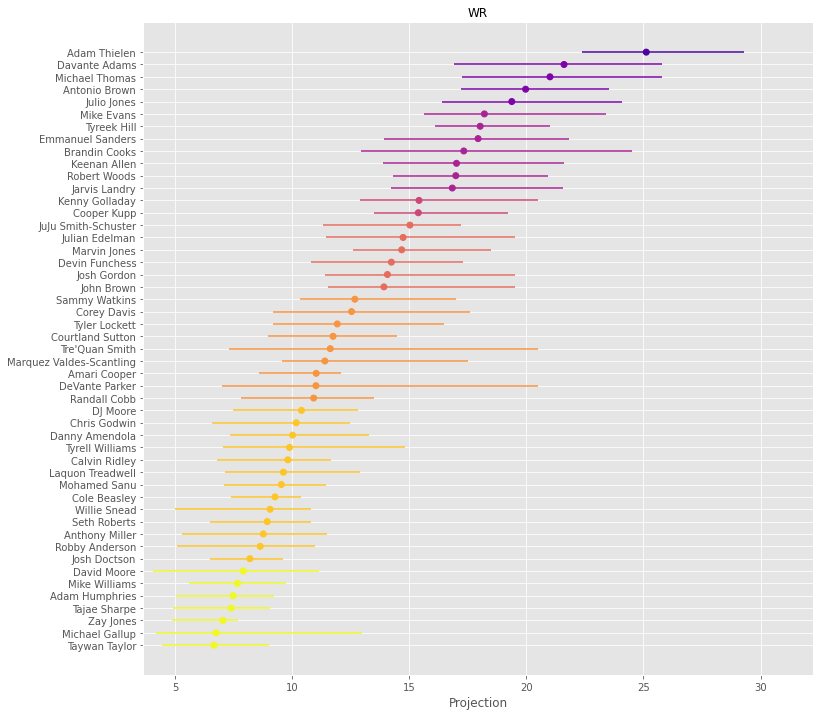 WR
Adam Thielen
Davante Adams
Michael Thomas
Antonio Brown
Julio Jones
Mike Evans
Tyreek Hill
Emmanuel Sanders
Brandin Cooks
Keenan Allen
Robert Woods
Jarvis Landry
Kenny Golladay
Cooper Kupp
JuJu Smith-Schuster
Julian Edelman
Marvin Jones
Devin Funchess
Josh Gordon
John Brown
Sammy Watkins
Corey Davis
Tyler Lockett
Courtland Sutton
Tre'Quan Smith
Marquez Valdes-Scantling
Amari Cooper
DeVante Parker
Randall Cobb
DJ Moore
Chris Godwin
Danny Amendola
Tyrell Williams
Calvin Ridley
Laquon Treadwell
Mohamed Sanu
Cole Beasley
Willie Snead
Seth Roberts
Anthony Miller
Robby Anderson
Josh Doctson
David Moore
Mike Williams
Adam Humphries
Tajae Sharpe
Zay Jones
Michael Gallup
Taywan Taylor
5 10 15 20 25 30
Projection